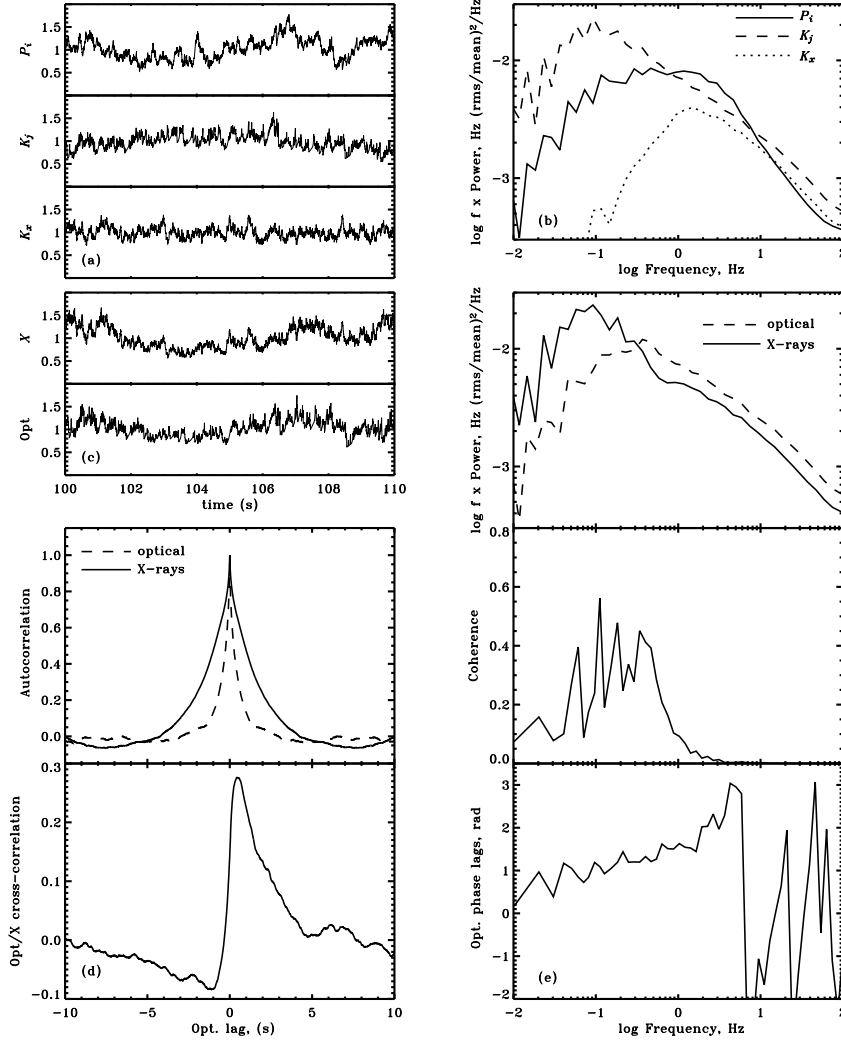 P_i
1.5
1
0.5
K_j
1.5
1
0.5
K_x
1.5
1
0.5
(a)
X
1.5
1
0.5
Opt
1.5
1
0.5
(c)
100 102 104 106 108 110
time (s)
log f x Power, Hz (rms/mean)²/Hz
-2
-3
P_i
K_j
K_x
(b)
-2 -1 0 1 2
log Frequency, Hz
Autocorrelation
1.0
0.8
0.6
0.4
0.2
0.0
optical
X-rays
Opt/X cross-correlation
0.3
0.2
0.1
0.0
-0.1
(d)
-10 -5 0 5 10
Opt. lag, (s)
log f x Power, Hz (rms/mean)²/Hz
-2
-3
optical
X-rays
Coherence
0.8
0.6
0.4
0.2
0.0
Opt. phase lags, rad
3
2
1
0
-1
-2
(e)
-2 -1 0 1 2
log Frequency, Hz